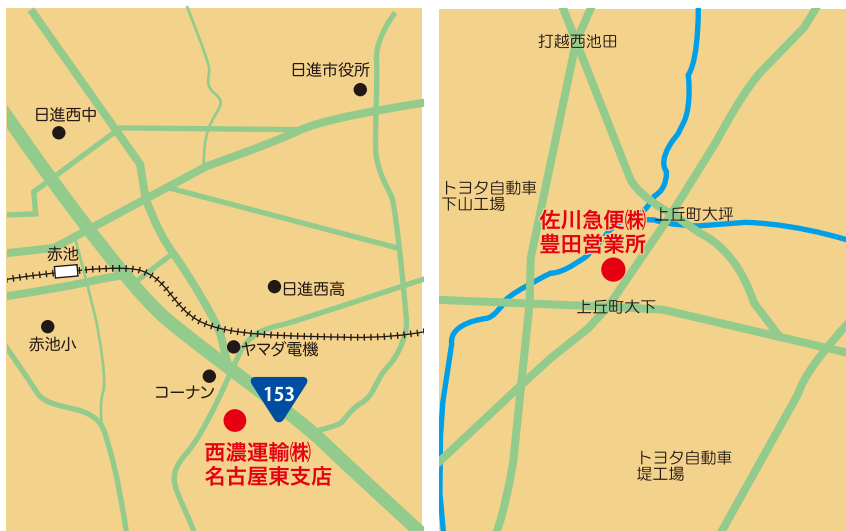 日進市役所
日進西中
赤池
日進西高
赤池小
ヤマダ電機
コーナン
153
西濃運輸㈱
名古屋東支店
打越西池田
トヨタ自動車
下山工場
佐川急便㈱
豊田営業所
上丘町大坪
上丘町大下
トヨタ自動車
堤工場